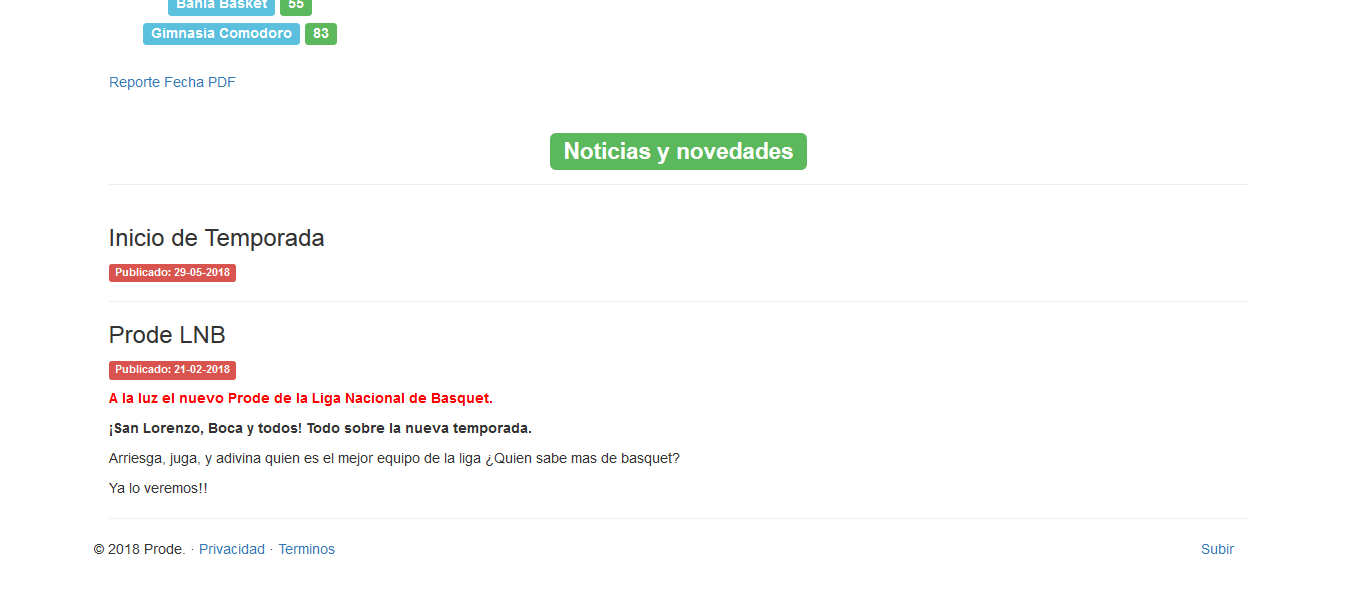 Bahia Basket 55
Gimnasia Comodoro 83
Reporte Fecha PDF
Noticias y novedades
Inicio de Temporada
Publicado: 29-05-2018
Prode LNB
Publicado: 21-02-2018
A la luz el nuevo Prode de la Liga Nacional de Basquet.
¡San Lorenzo, Boca y todos! Todo sobre la nueva temporada.
Arriesga, juga, y adivina quien es el mejor equipo de la liga ¿Quien sabe mas de basquet?
Ya lo veremos!!
© 2018 Prode. · Privacidad · Terminos Subir